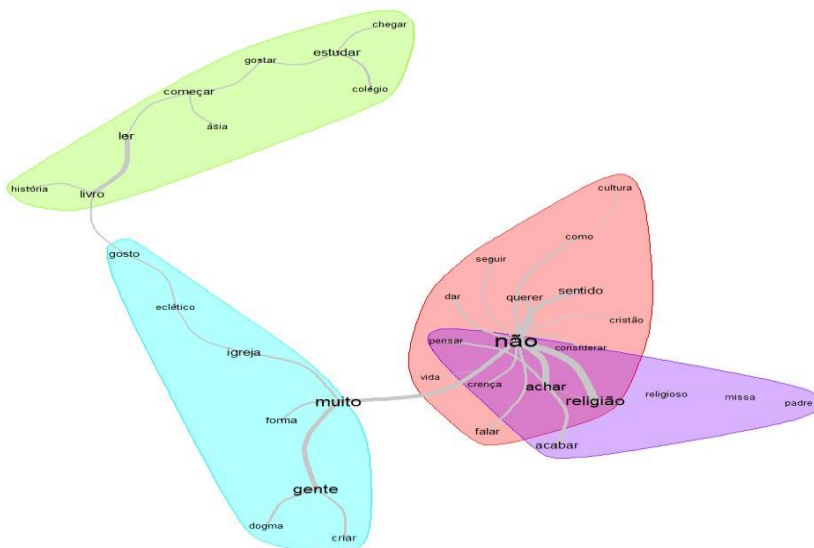 chegar
estudar
gostar
colégio
começar
ásia
ler
história
livro
gosto
eclético
igreja
muito
forma
gente
dogma
criar
cultura
como
seguir
sentido
querer
dar
cristão
não
pensar
considerar
vida
crença
achar
religião
religioso
missa
padre
falar
acabar